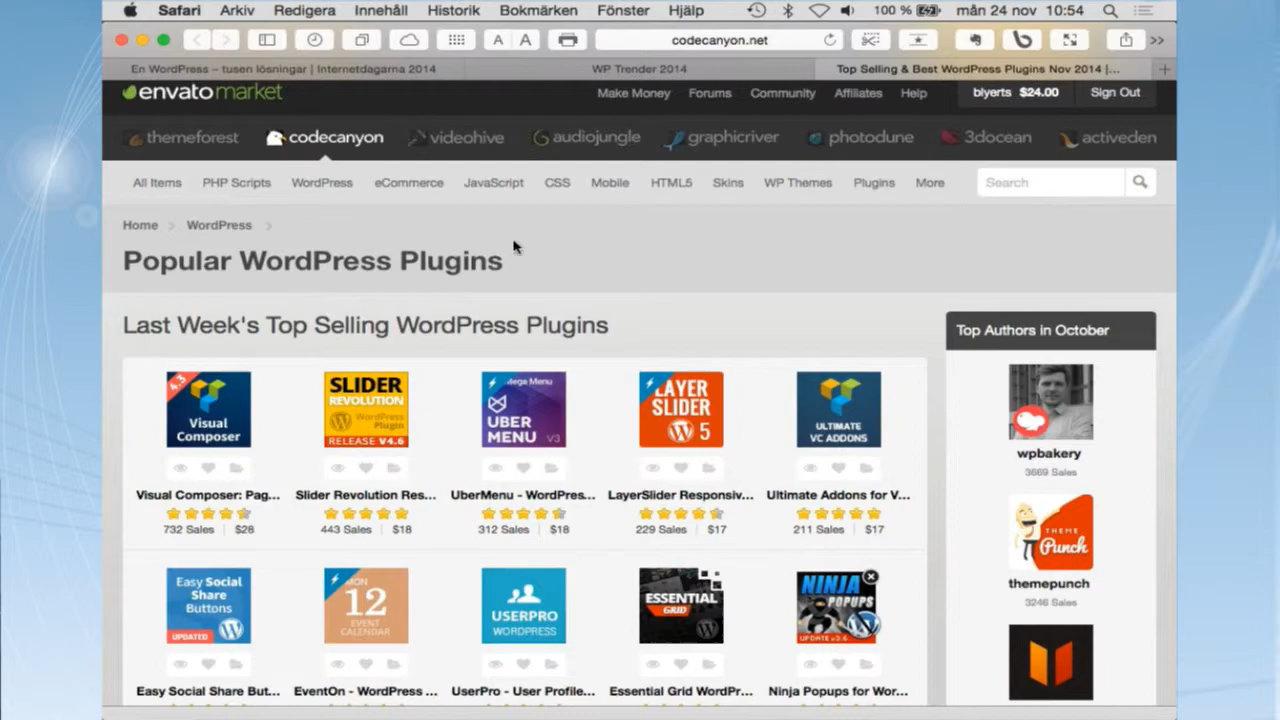 Safari Arkiv Redigera Innehåll Historik Bokmärken Fönster Hjälp 100 % mån 24 nov 10:54
A A codecanyon.net
En WordPress – tusen lösningar | Internetdagarna 2014 WP Trender 2014 Top Selling & Best WordPress Plugins Nov 2014 |...
envatomarket Make Money Forums Community Affiliates Help blyerts $24.00 Sign Out
themeforest codecanyon videohive audiojungle graphicriver photodune 3docean activeden
All Items PHP Scripts WordPress eCommerce JavaScript CSS Mobile HTML5 Skins WP Themes Plugins More Search
Home WordPress
Popular WordPress Plugins
Last Week's Top Selling WordPress Plugins
Top Authors in October
4.3 Visual Composer
SLIDER REVOLUTION WordPress Plugin RELEASE V4.6
Mega Menu UBER MENU V3
LAYER SLIDER 5
ULTIMATE VC ADDONS
Visual Composer: Pag... Slider Revolution Res... UberMenu - WordPres... LayerSlider Responsiv... Ultimate Addons for V...
732 Sales $28 443 Sales $18 312 Sales $18 229 Sales $17 211 Sales $17
wpbakery
3669 Sales
Easy Social Share Buttons UPDATED
MON 12 EVENT CALENDAR
USERPRO WORDPRESS
ESSENTIAL GRID
NINJA POPUPS UPDATE v3.6
THEME Punch
themepunch
3246 Sales
Easy Social Share But... EventOn - WordPress ... UserPro - User Profile... Essential Grid WordPr... Ninja Popups for Wor...